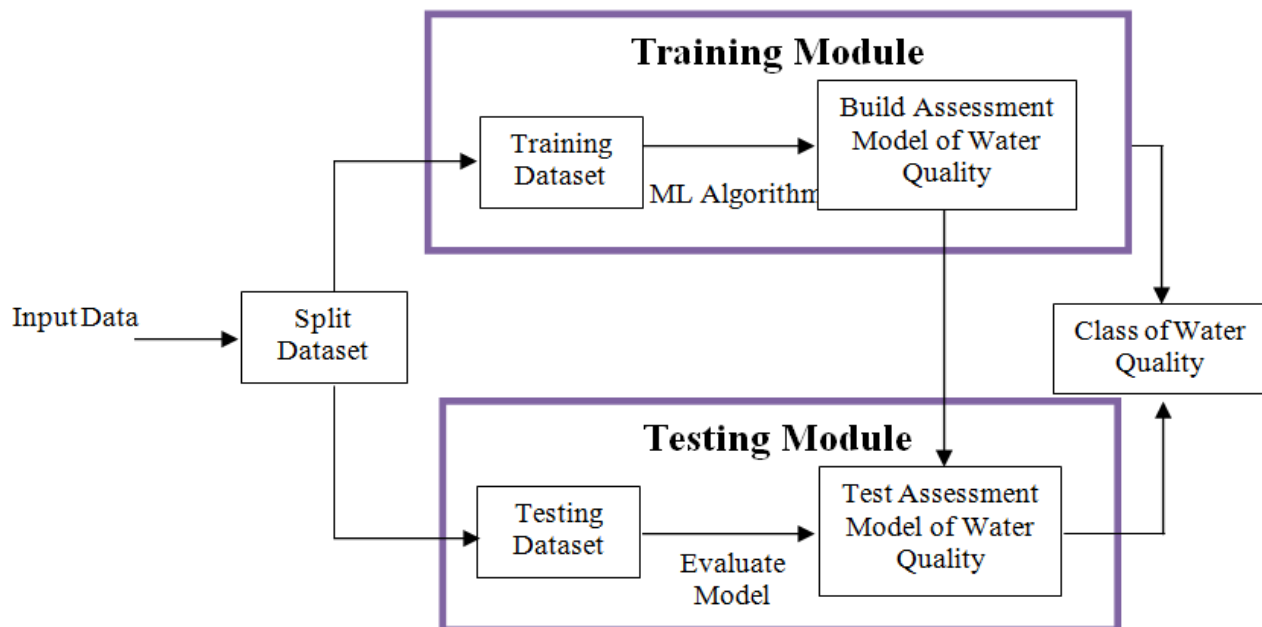 Training Module
Training
Dataset
ML Algorithm
Build Assessment
Model of Water
Quality
Input Data
Split
Dataset
Class of Water
Quality
Testing Module
Testing
Dataset
Evaluate
Model
Test Assessment
Model of Water
Quality